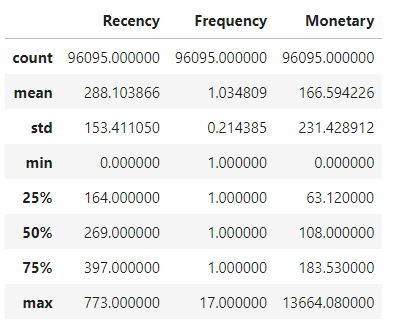 Recency Frequency Monetary
count 96095.000000 96095.000000 96095.000000
mean 288.103866 1.034809 166.594226
std 153.411050 0.214385 231.428912
min 0.000000 1.000000 0.000000
25% 164.000000 1.000000 63.120000
50% 269.000000 1.000000 108.000000
75% 397.000000 1.000000 183.530000
max 773.000000 17.000000 13664.080000